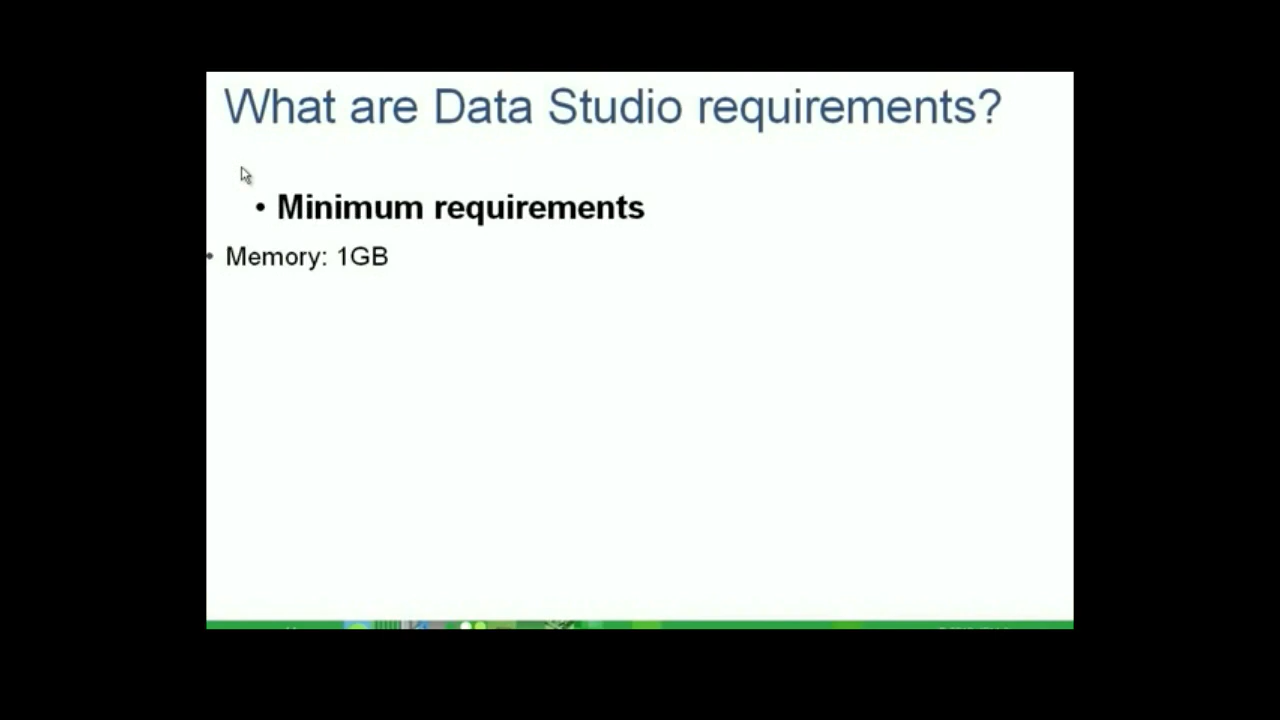 What are Data Studio requirements?
• Minimum requirements
• Memory: 1GB